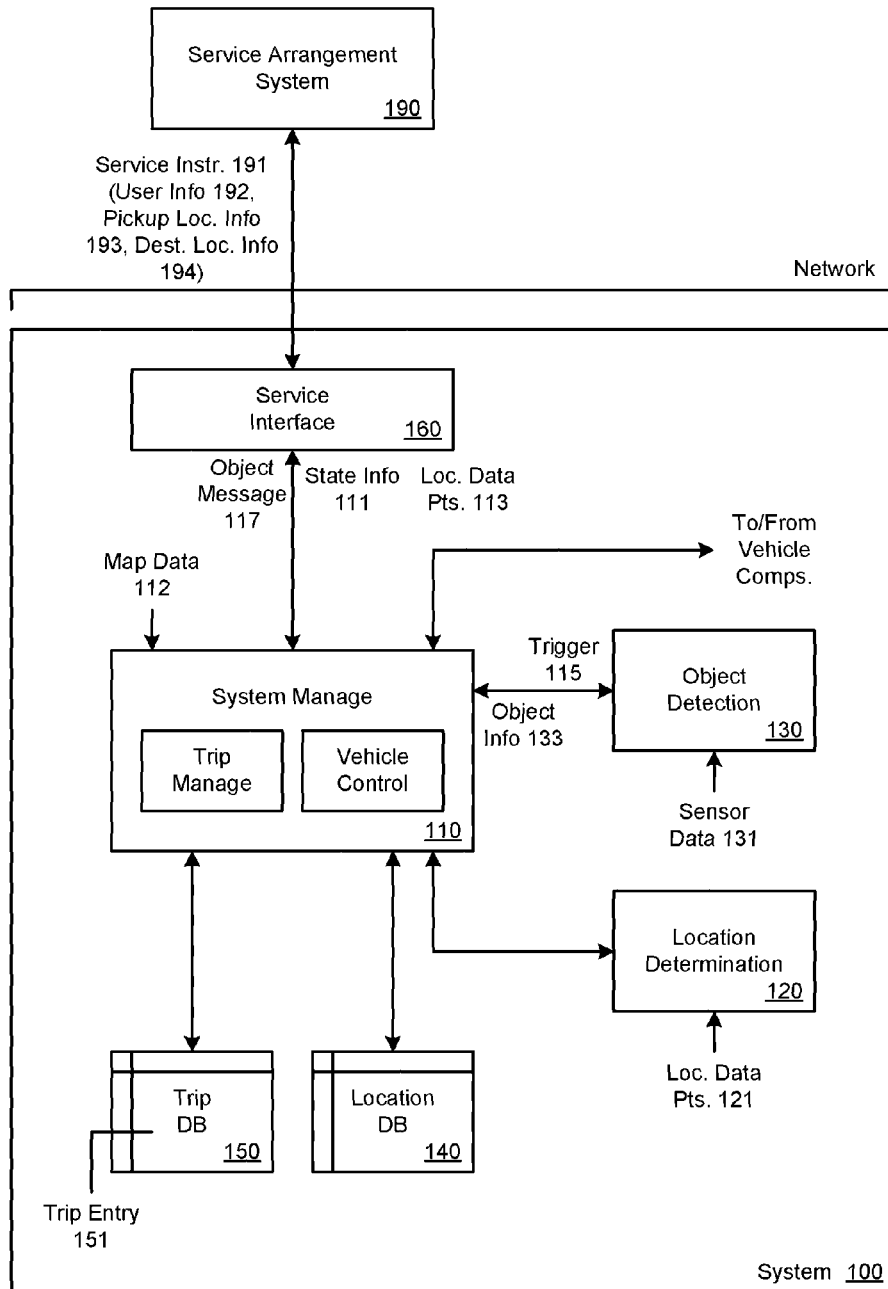 Service Arrangement
System
190
Service Instr. 191
(User Info 192,
Pickup Loc. Info
193, Dest. Loc. Info
194)
Network
Service
Interface
160
Object
Message
117
State Info
111
Loc. Data
Pts. 113
To/From
Vehicle
Comps.
Map Data
112
Trigger
115
Object
Info 133
Object
Detection
130
System Manage
Trip
Manage
Vehicle
Control
110
Sensor
Data 131
Location
Determination
120
Loc. Data
Pts. 121
Trip
DB
150
Location
DB
140
Trip Entry
151
System 100